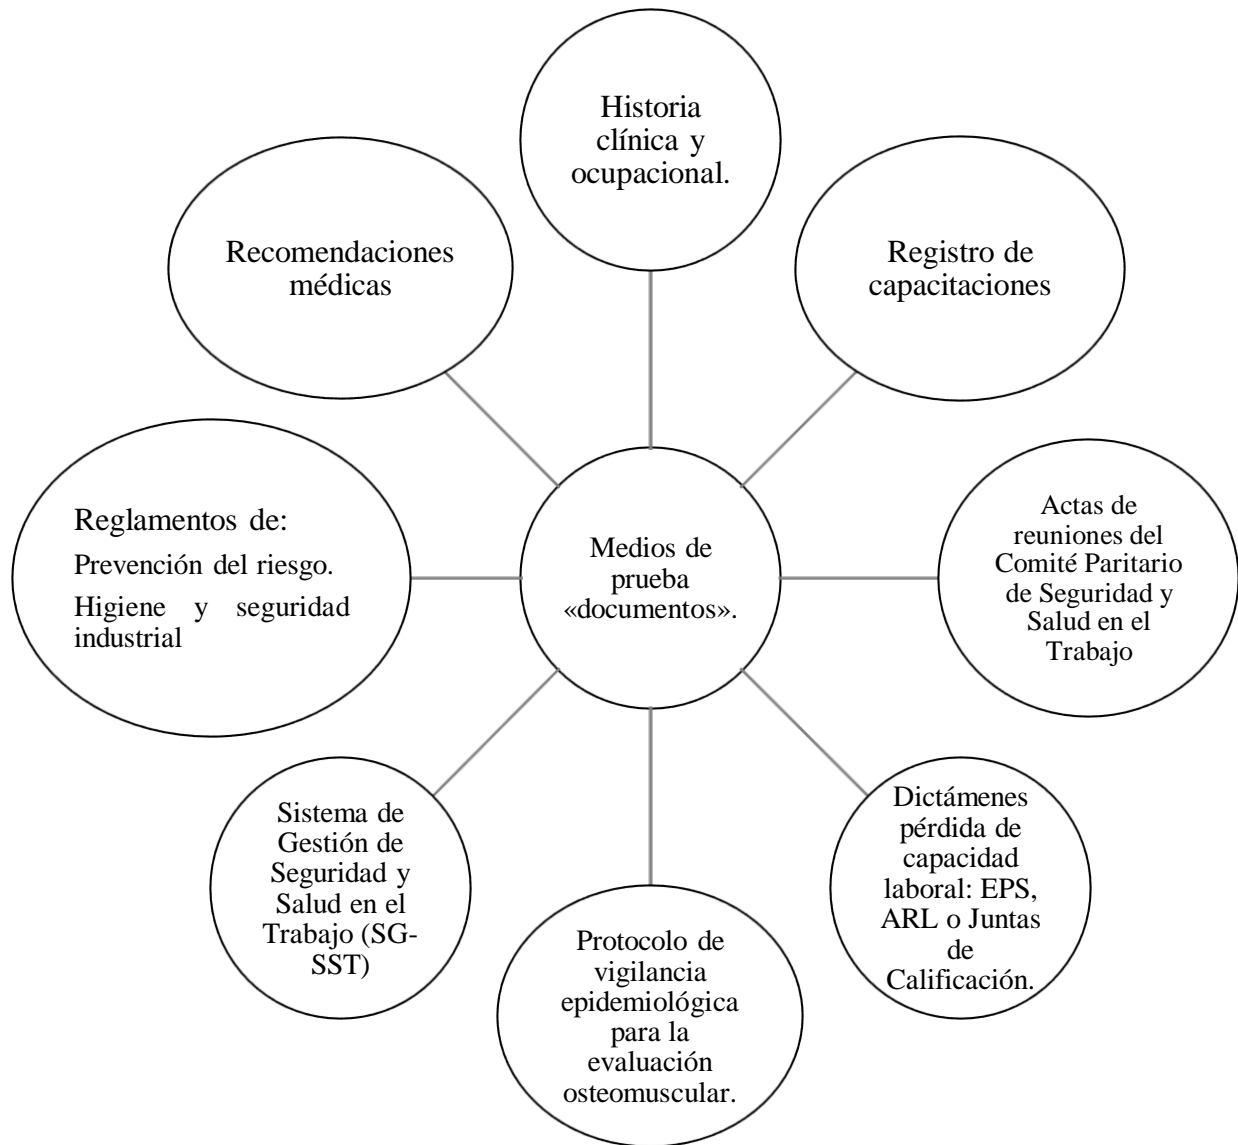 Historia
clínica y
ocupacional.
Recomendaciones
médicas
Registro de
capacitaciones
Reglamentos de:
Prevención del riesgo.
Higiene y seguridad
industrial
Medios de
prueba
«documentos».
Actas de
reuniones del
Comité Paritario
de Seguridad y
Salud en el
Trabajo
Sistema de
Gestión de
Seguridad y
Salud en el
Trabajo (SG-
SST)
Dictámenes
pérdida de
capacidad
laboral: EPS,
ARL o Juntas
de
Calificación.
Protocolo de
vigilancia
epidemiológica
para la
evaluación
osteomuscular.